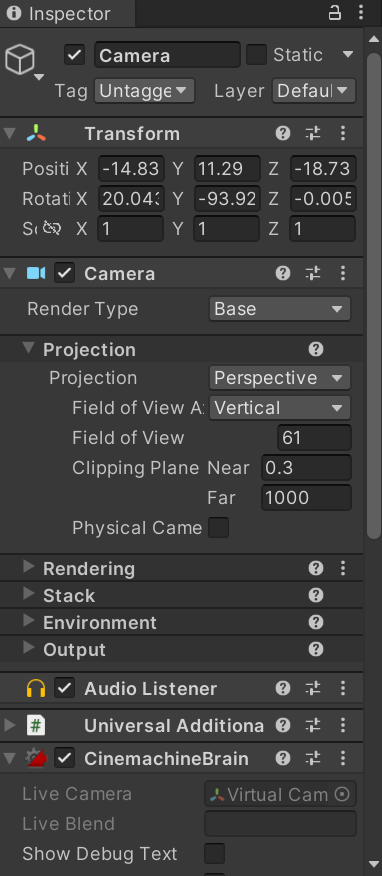 Inspector
Camera Static
Tag Untagge Layer Defaul
Transform
Positi X -14.83 Y 11.29 Z -18.73
Rotati X 20.043 Y -93.92 Z -0.005
Sc X 1 Y 1 Z 1
Camera
Render Type Base
Projection
Projection Perspective
Field of View A: Vertical
Field of View 61
Clipping Plane Near 0.3
Far 1000
Physical Came
Rendering
Stack
Environment
Output
Audio Listener
# Universal Additiona
CinemachineBrain
Live Camera Virtual Cam
Live Blend
Show Debug Text